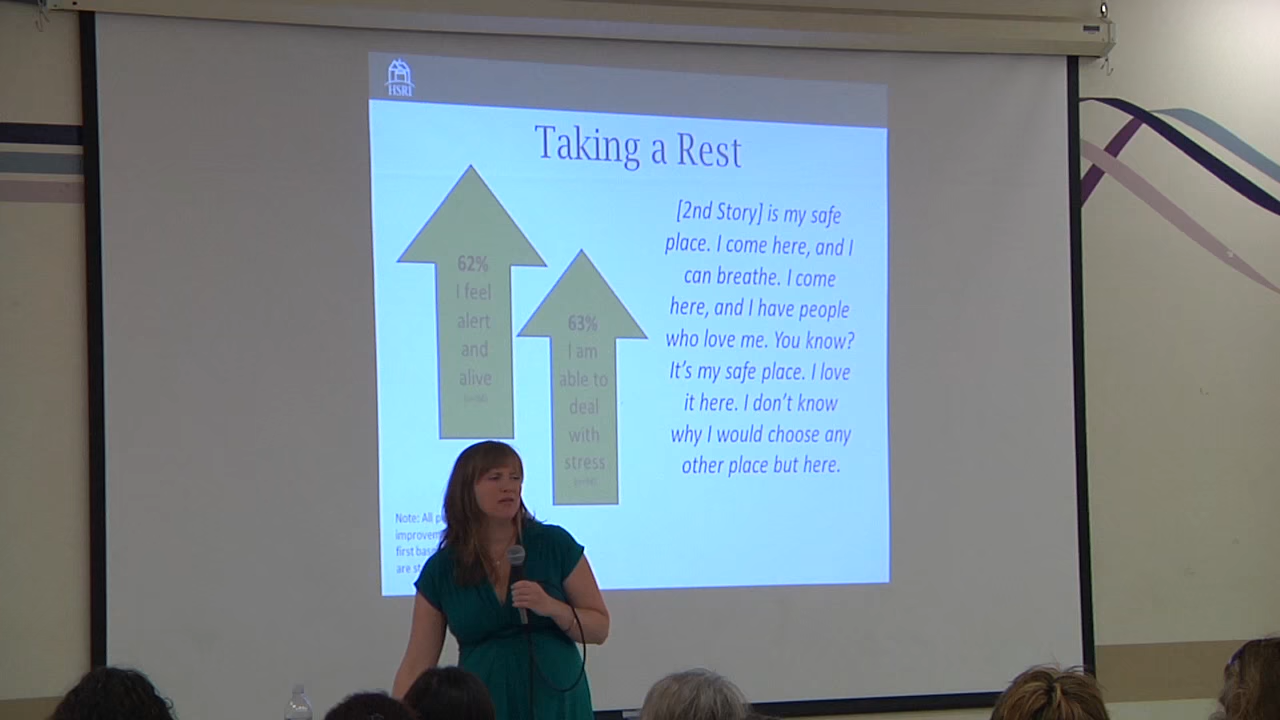 HSRI
Taking a Rest
62%
I feel
alert
and
alive
63%
I am
able to
deal
with
stress
[2nd Story] is my safe
place. I come here, and I
can breathe. I come
here, and I have people
who love me. You know?
It's my safe place. I love
it here. I don't know
why I would choose any
other place but here.
Note: All
first
are